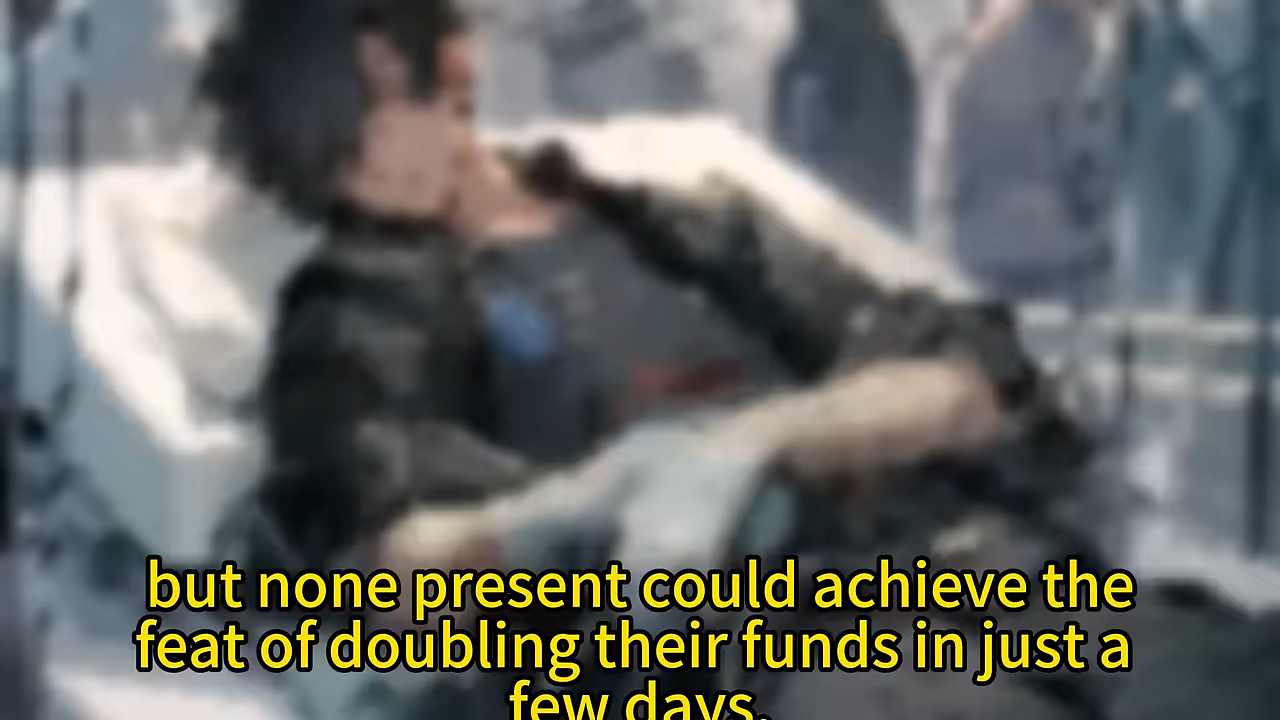 but none present could achieve the
feat of doubling their funds in just a
few days.